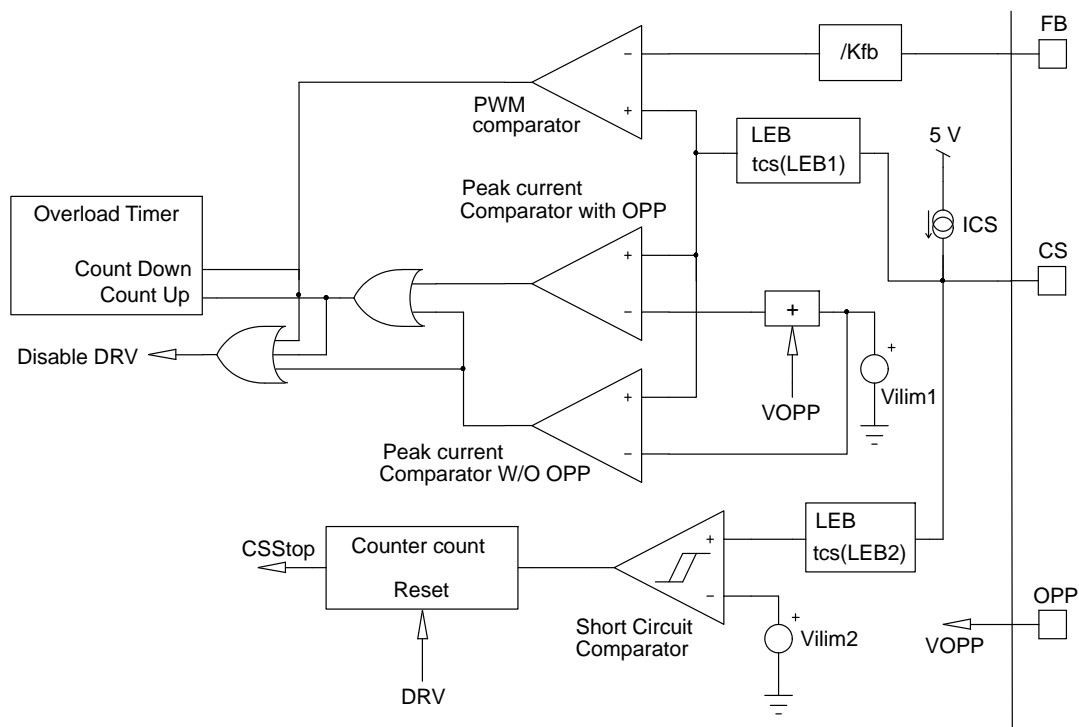 FB
/Kfb
−
+
PWM
comparator
LEB
tcs(LEB1)
5 V
ICS
CS
Peak current
Comparator with OPP
Overload Timer
Count Down
Count Up
+
−
+
+
Vilim1
VOPP
Disable DRV
+
−
Peak current
Comparator W/O OPP
LEB
tcs(LEB2)
CSStop
Counter count
Reset
+
−
Short Circuit
Comparator
+
Vilim2
OPP
VOPP
DRV